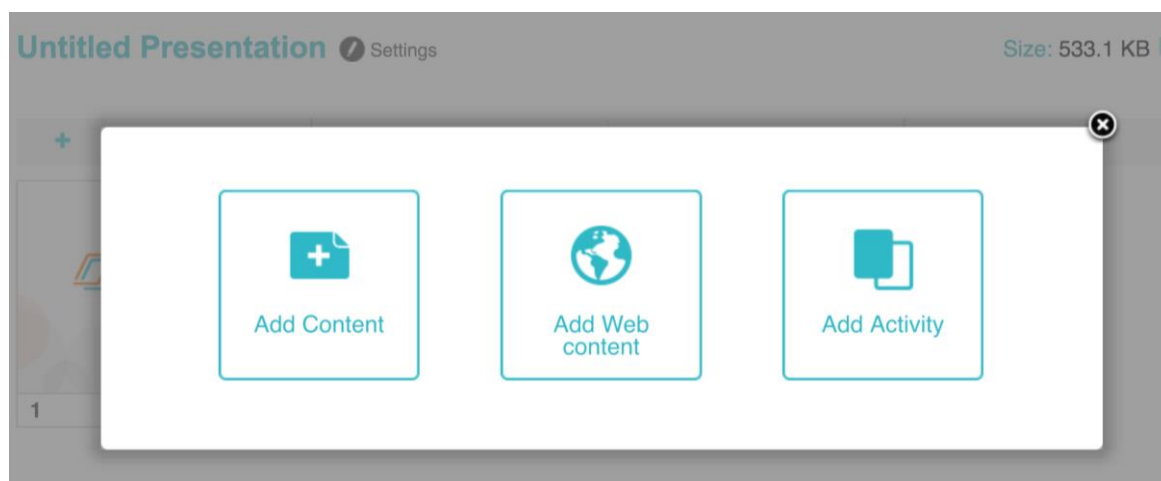 Untitled Presentation Settings Size: 533.1 KB
Add Content
Add Web
content
Add Activity
1